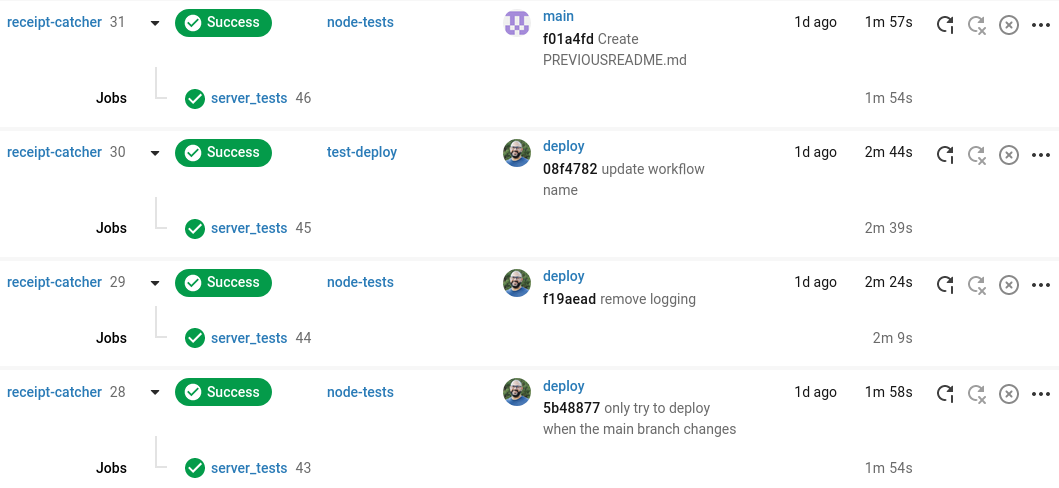 receipt-catcher 31 Success node-tests main 1d ago 1m 57s
f01a4fd Create
PREVIOUSREADME.md
Jobs server_tests 46 1m 54s
receipt-catcher 30 Success test-deploy deploy 1d ago 2m 44s
08f4782 update workflow
name
Jobs server_tests 45 2m 39s
receipt-catcher 29 Success node-tests deploy 1d ago 2m 24s
f19aead remove logging
Jobs server_tests 44 2m 9s
receipt-catcher 28 Success node-tests deploy 1d ago 1m 58s
5b48877 only try to deploy
when the main branch changes
Jobs server_tests 43 1m 54s